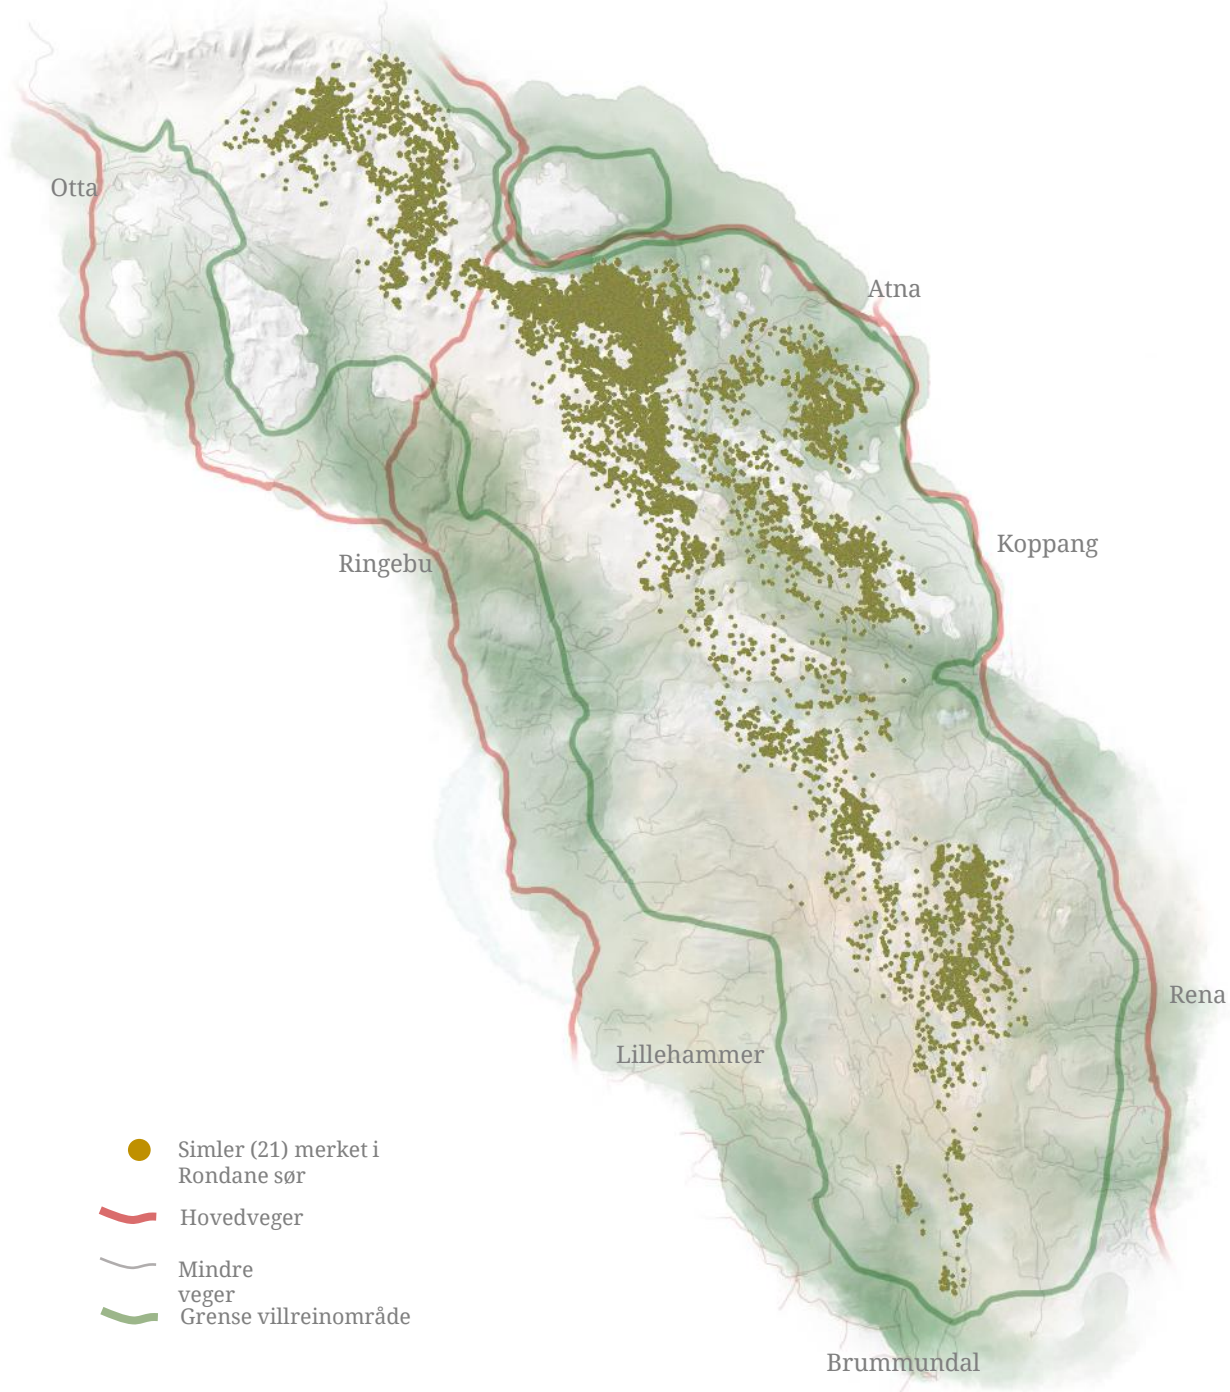 Otta
Atna
Koppang
Ringebu
Rena
Lillehammer
Simler (21) merket i
Rondane sør
Hovedveger
Mindre
veger
Grense villreinområde
Brummundal